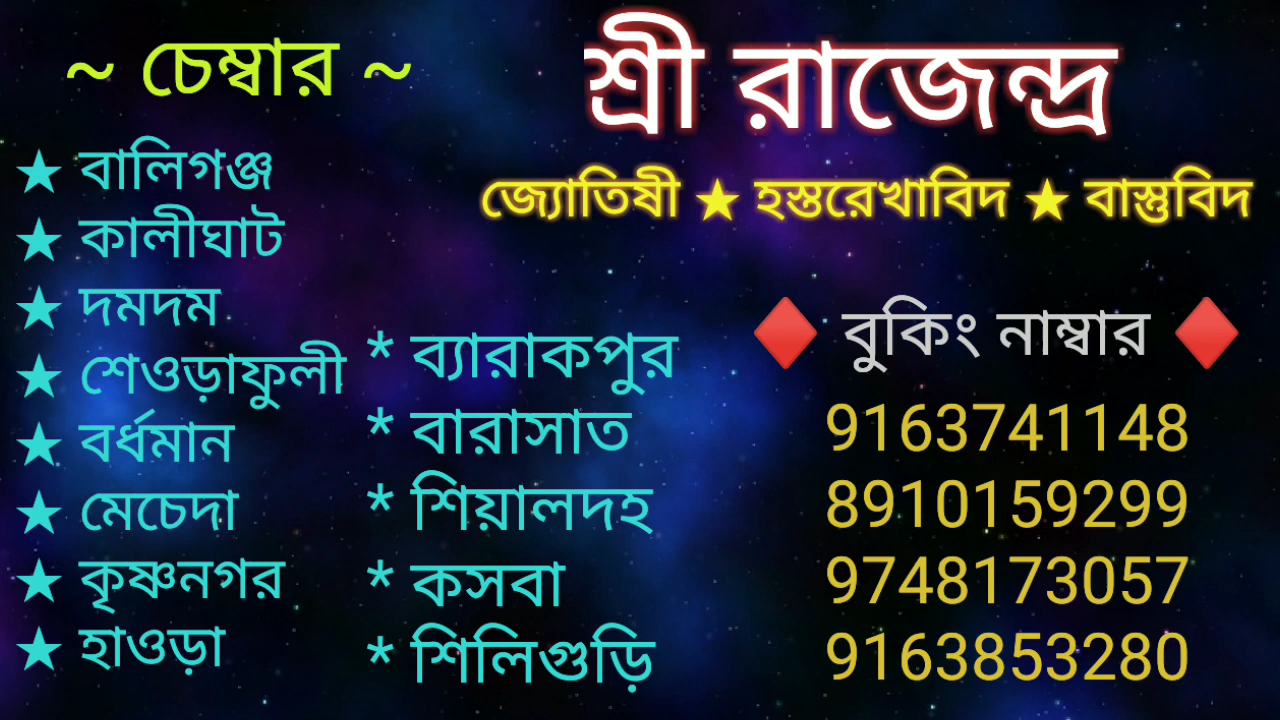 ~ চেম্বার ~
★ বালিগঞ্জ
★ কালীঘাট
★ দমদম
★ শেওড়াফুলী
★ বর্ধমান
★ মেচেদা
★ কৃষ্ণনগর
★ হাওড়া
* ব্যারাকপুর
* বারাসাত
* শিয়ালদহ
* কসবা
* শিলিগুড়ি
শ্রী রাজেন্দ্র
জ্যোতিষী ★ হস্তরেখাবিদ ★ বাস্তুবিদ
♦ বুকিং নাম্বার ♦
9163741148
8910159299
9748173057
9163853280